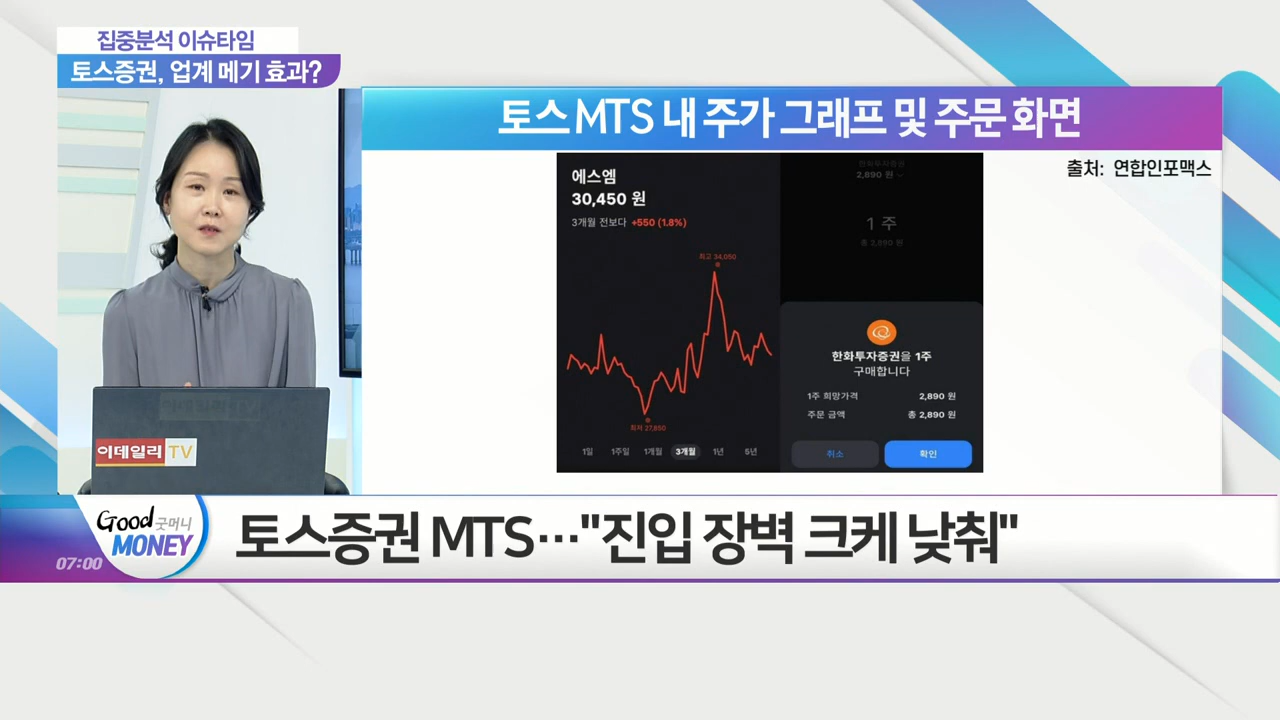 집중분석 이슈타임
토스증권, 업계 메기 효과?
토스 MTS 내 주가 그래프 및 주문 화면
출처: 연합인포맥스
에스엠
30,450 원
3개월 전보다 +550 (1.8%)
최고 34,050
최저 27,850
1일 1주일 1개월 3개월 1년 5년
한화투자증권
2,890 원
1 주
총 2,890 원
한화투자증권을 1주
구매합니다
1주 희망가격 2,890 원
주문 금액 총 2,890 원
취소 확인
이데일리TV
Good 굿머니
MONEY
07:00
토스증권 MTS…"진입 장벽 크케 낮춰"